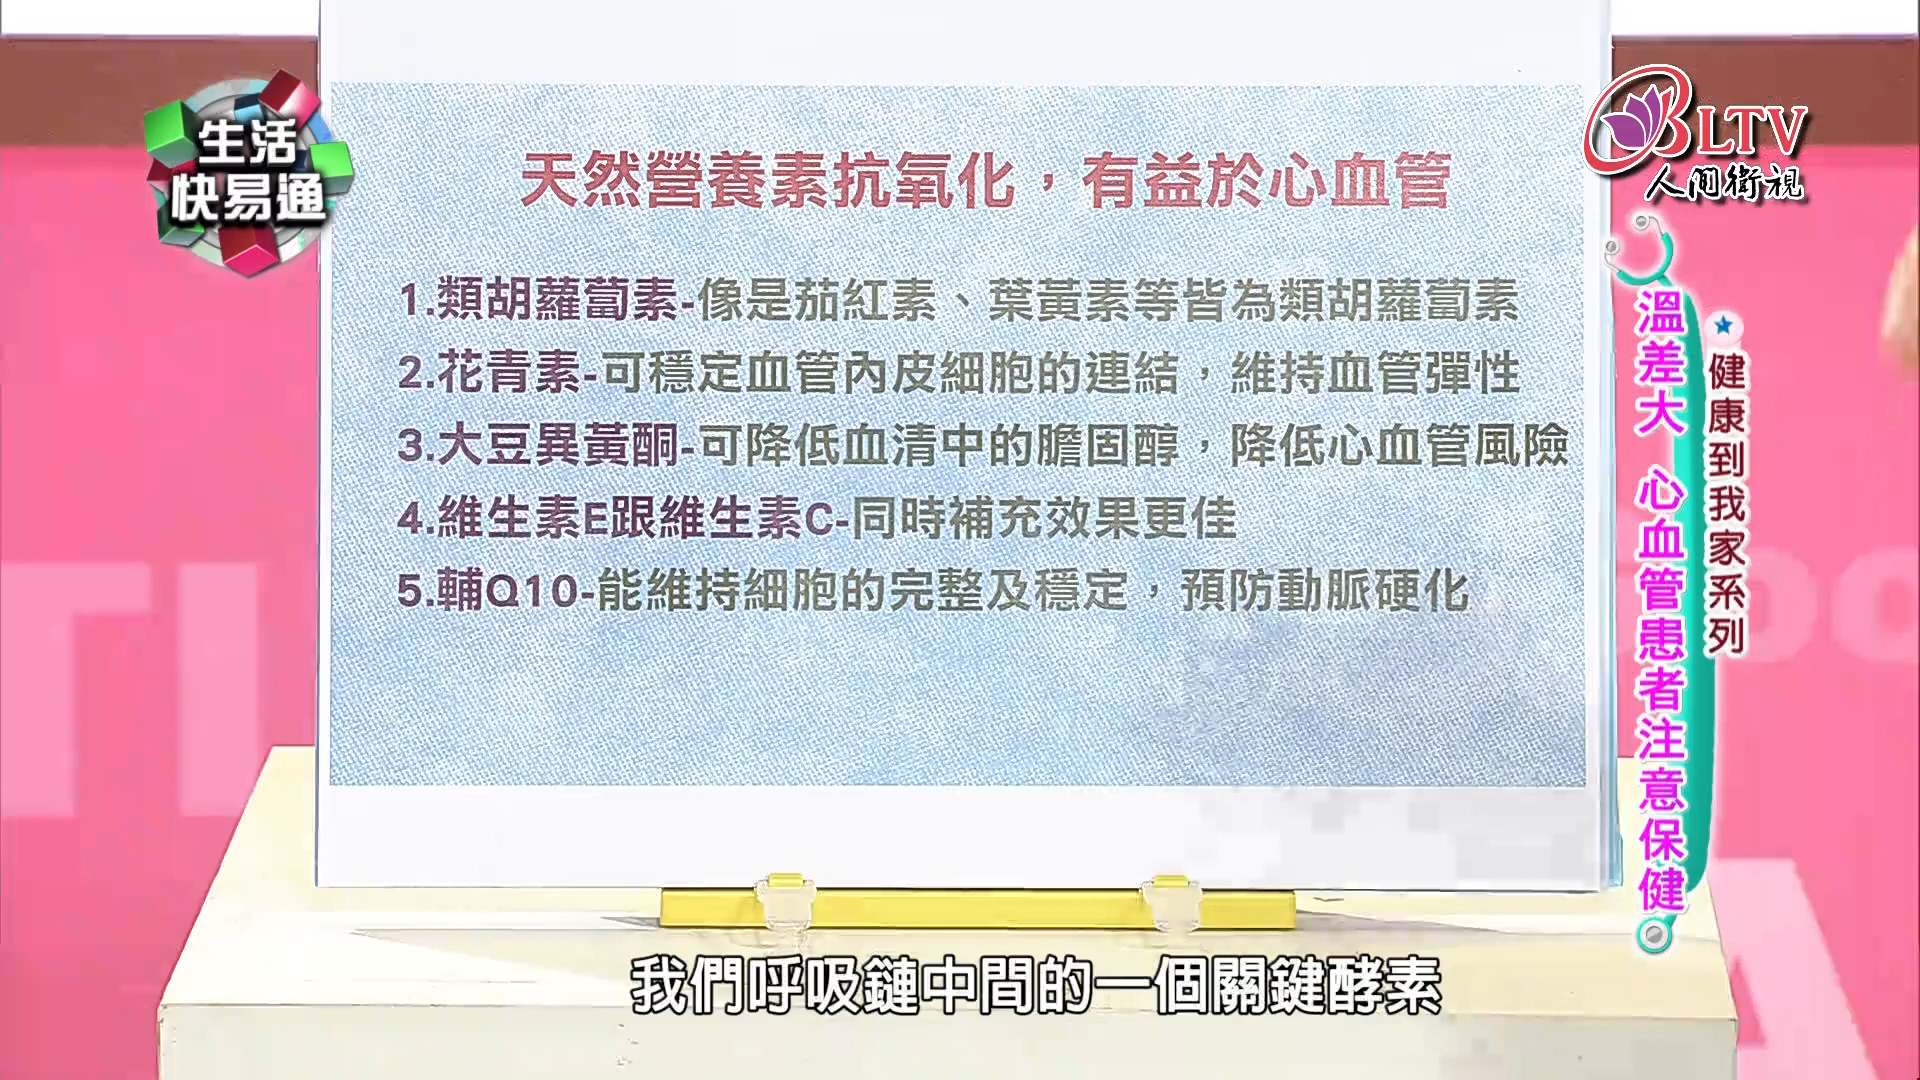 生活
快易通
BLTV
人間衛視
天然營養素抗氧化，有益於心血管
1.類胡蘿蔔素-像是茄紅素、葉黃素等皆為類胡蘿蔔素
2.花青素-可穩定血管內皮細胞的連結，維持血管彈性
3.大豆異黃酮-可降低血清中的膽固醇，降低心血管風險
4.維生素E跟維生素C-同時補充效果更佳
5.輔Q10-能維持細胞的完整及穩定，預防動脈硬化
健康到我家系列
溫差大 心血管患者注意保健
我們呼吸鏈中間的一個關鍵酵素